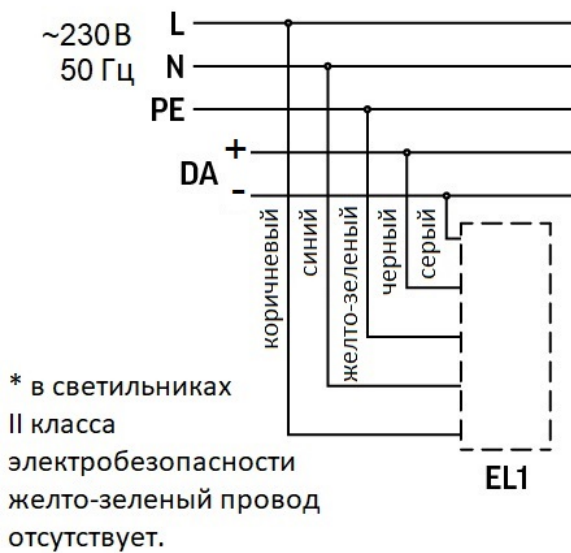 ~230 В
50 Гц
L
N
PE
DA
+
-
коричневый
синий
желто-зеленый
черный
серый
EL1
* в светильниках
II класса
электробезопасности
желто-зеленый провод
отсутствует.